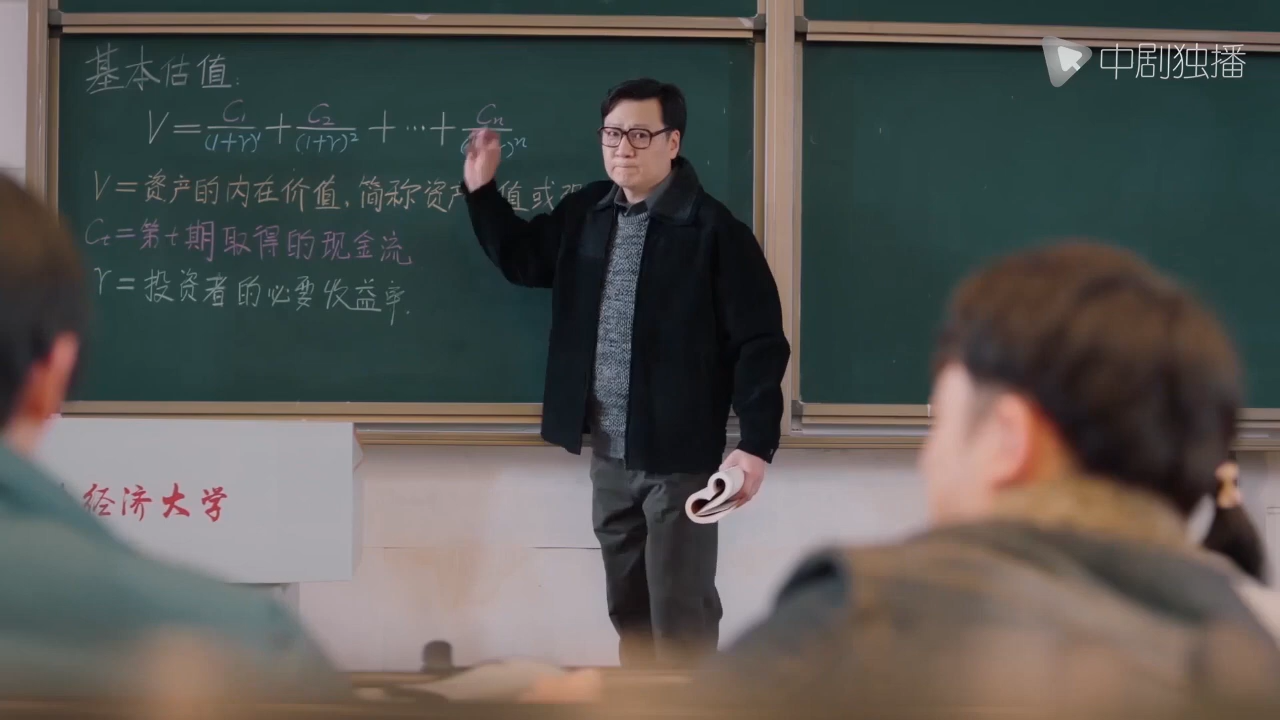 基本估值:
V = C₁/(1+r)¹ + C₂/(1+r)² + ··· + Cₙ/( )ⁿ
V = 资产的内在价值,简称资产 值或
Cₜ = 第t期取得的现金流
r = 投资者的必要收益率.
经济大学
中剧独播